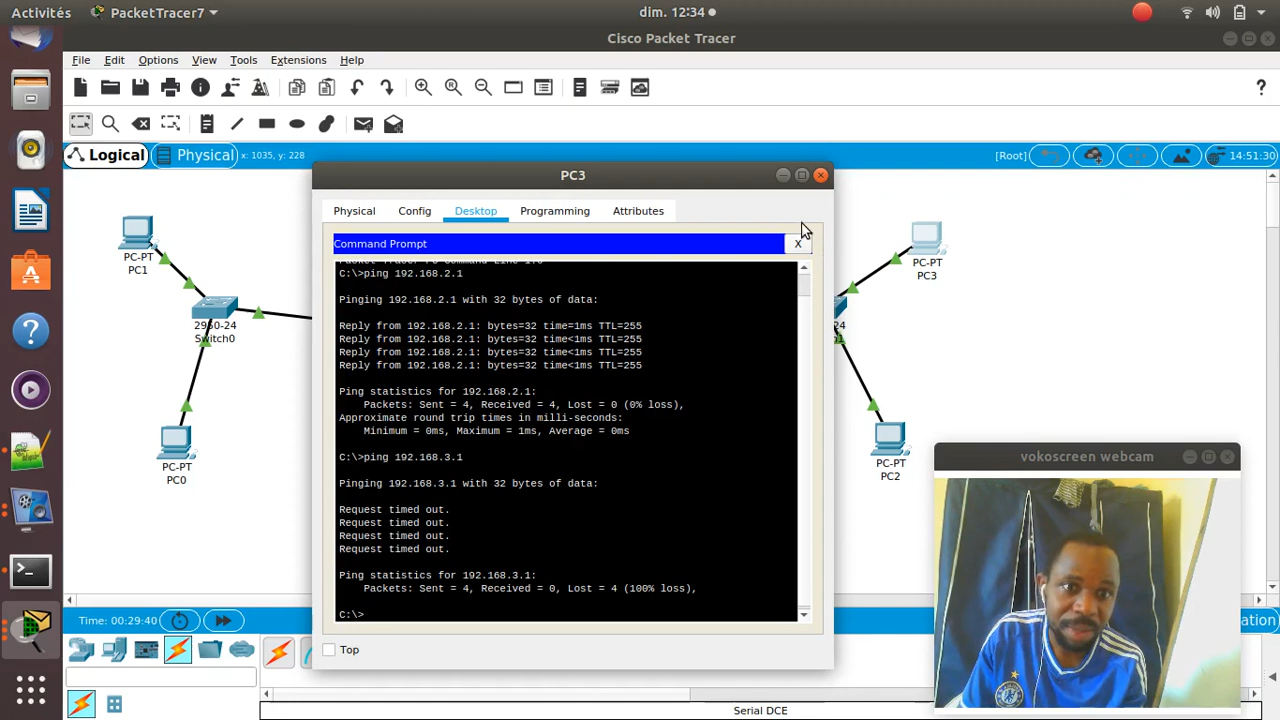 Activités
PacketTracer7
dim. 12:34
Cisco Packet Tracer
File Edit Options View Tools Extensions Help
Logical
Physical
x: 1035, y: 228
[Root]
14:51:30
PC3
Physical Config Desktop Programming Attributes
Command Prompt
X
C:\>ping 192.168.2.1
Pinging 192.168.2.1 with 32 bytes of data:
Reply from 192.168.2.1: bytes=32 time=1ms TTL=255
Reply from 192.168.2.1: bytes=32 time<1ms TTL=255
Reply from 192.168.2.1: bytes=32 time<1ms TTL=255
Reply from 192.168.2.1: bytes=32 time<1ms TTL=255
Ping statistics for 192.168.2.1:
Packets: Sent = 4, Received = 4, Lost = 0 (0% loss),
Approximate round trip times in milli-seconds:
Minimum = 0ms, Maximum = 1ms, Average = 0ms
C:\>ping 192.168.3.1
Pinging 192.168.3.1 with 32 bytes of data:
Request timed out.
Request timed out.
Request timed out.
Request timed out.
Ping statistics for 192.168.3.1:
Packets: Sent = 4, Received = 0, Lost = 4 (100% loss),
C:\>
Top
PC-PT
PC1
2950-24
Switch0
PC-PT
PC0
PC-PT
PC3
24
PC-PT
PC2
vokoscreen webcam
Time: 00:29:40
ation
Serial DCE